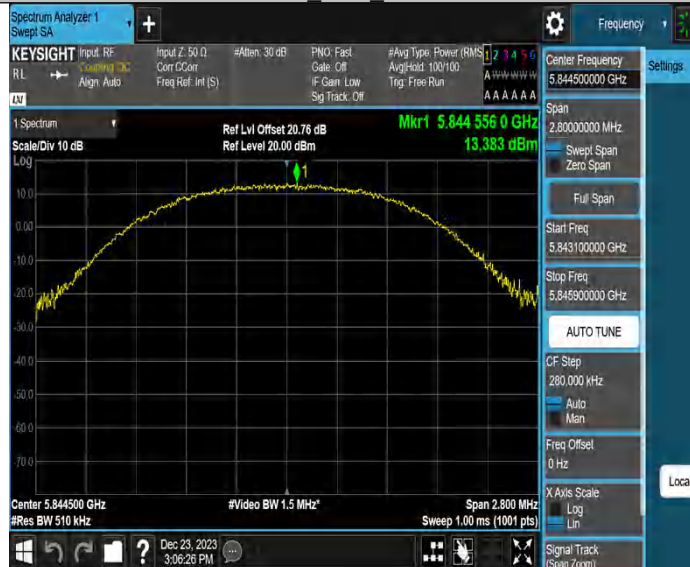 Spectrum Analyzer 1
Swept SA
Frequency
KEYSIGHT
RL
LXI
Input: RF
Coupling: DC
Align: Auto
Input Z: 50 Ω
Corr CCorr
Freq Ref: Int (S)
#Atten: 30 dB
PNO: Fast
Gate: Off
IF Gain: Low
Sig Track: Off
#Avg Type: Power (RMS
Avg|Hold: 100/100
Trig: Free Run
1 2 3 4 5 6
A W W W W W
A A A A A A
1 Spectrum
Scale/Div 10 dB
Log
Ref Lvl Offset 20.76 dB
Ref Level 20.00 dBm
Mkr1 5.844 556 0 GHz
13,383 dBm
1
10.0
0.00
-10.0
-20.0
-30.0
-40.0
-50.0
-60.0
-70.0
Center 5.844500 GHz
#Video BW 1.5 MHz*
Span 2.800 MHz
#Res BW 510 kHz
Sweep 1.00 ms (1001 pts)
Dec 23, 2023
3:06:26 PM
?
Center Frequency
5.844500000 GHz
Settings
Span
2.80000000 MHz
Swept Span
Zero Span
Full Span
Start Freq
5.843100000 GHz
Stop Freq
5.845900000 GHz
AUTO TUNE
CF Step
280.000 kHz
Auto
Man
Freq Offset
0 Hz
X Axis Scale
Log
Lin
Loca
Signal Track
(Span Zoom)